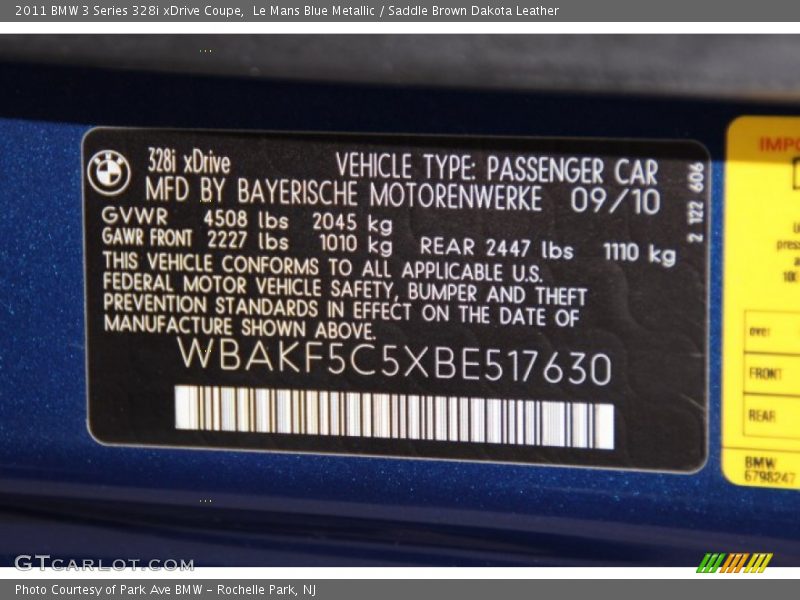 2011 BMW 3 Series 328i xDrive Coupe,  Le Mans Blue Metallic / Saddle Brown Dakota Leather
328i xDrive VEHICLE TYPE: PASSENGER CAR
MFD BY BAYERISCHE MOTORENWERKE 09/10
GVWR 4508 lbs 2045 kg
GAWR FRONT 2227 lbs 1010 kg REAR 2447 lbs 1110 kg
THIS VEHICLE CONFORMS TO ALL APPLICABLE U.S.
FEDERAL MOTOR VEHICLE SAFETY, BUMPER AND THEFT
PREVENTION STANDARDS IN EFFECT ON THE DATE OF
MANUFACTURE SHOWN ABOVE.
WBAKF5C5XBE517630
2 122 606
over
FRONT
REAR
BMW
6798247
GTCARLOT.COM
Photo Courtesy of Park Ave BMW - Rochelle Park, NJ